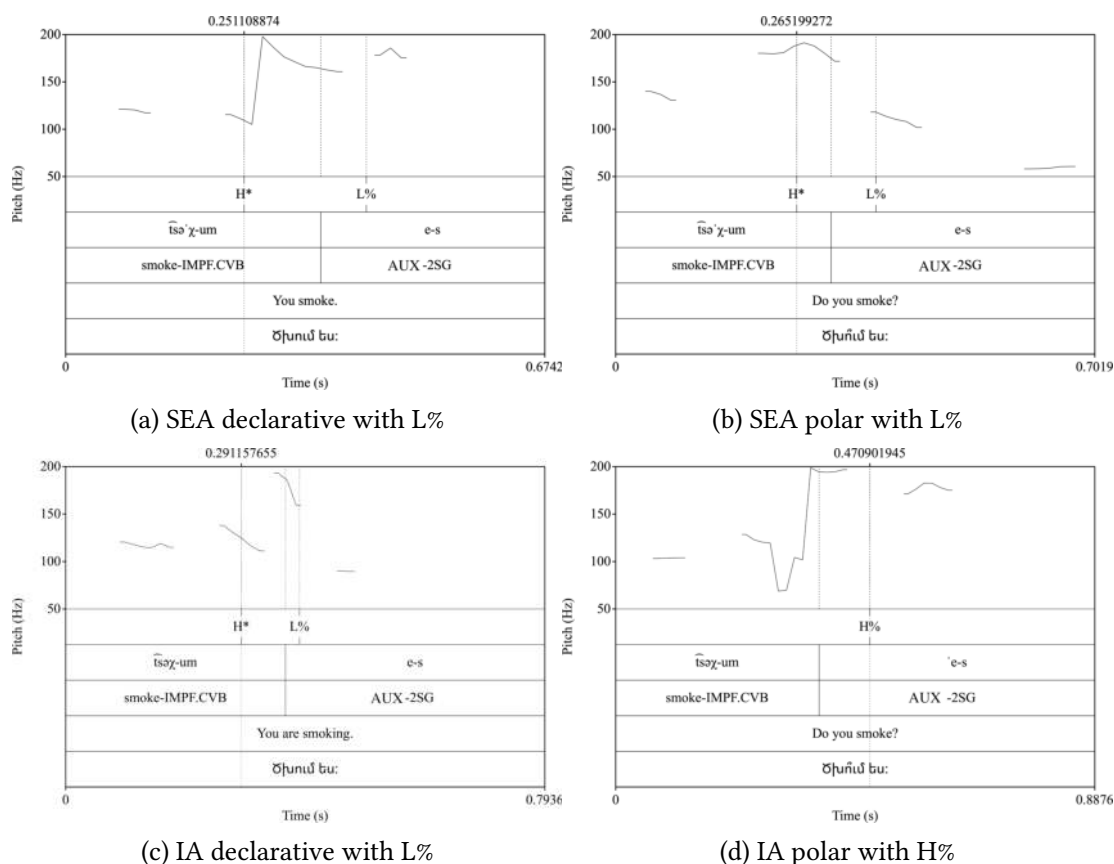 0.251108874
200
150
100
50
Pitch (Hz)
H*
L%
t͡səˈχ-um
e-s
smoke-IMPF.CVB
AUX -2SG
You smoke.
Ծխում ես:
0
0.6742
Time (s)
(a) SEA declarative with L%
0.265199272
200
150
100
50
Pitch (Hz)
H*
L%
t͡səˈχ-um
e-s
smoke-IMPF.CVB
AUX -2SG
Do you smoke?
Ծխո՞ւմ ես:
0
0.7019
Time (s)
(b) SEA polar with L%
0.291157655
200
150
100
50
Pitch (Hz)
H*
L%
t͡səχ-um
e-s
smoke-IMPF.CVB
AUX -2SG
You are smoking.
Ծխում ես:
0
0.7936
Time (s)
(c) IA declarative with L%
0.470901945
200
150
100
50
Pitch (Hz)
H%
t͡səχ-um
ˈe-s
smoke-IMPF.CVB
AUX -2SG
Do you smoke?
Ծխո՞ւմ ես:
0
0.8876
Time (s)
(d) IA polar with H%